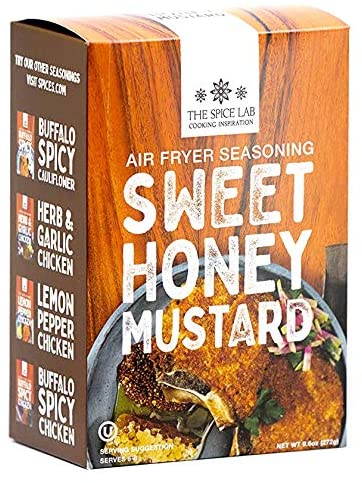 TRY OUR OTHER SEASONINGS
VISIT SPICES.COM
BUFFALO
SPICY
CAULIFLOWER
HERB &
GARLIC
CHICKEN
LEMON
PEPPER
CHICKEN
BUFFALO
SPICY
CHICKEN
THE SPICE LAB
COOKING INSPIRATION
AIR FRYER SEASONING
SWEET
HONEY
MUSTARD
U
SERVING SUGGESTION
SERVES 6-8
NET WT 9.6oz (272g)